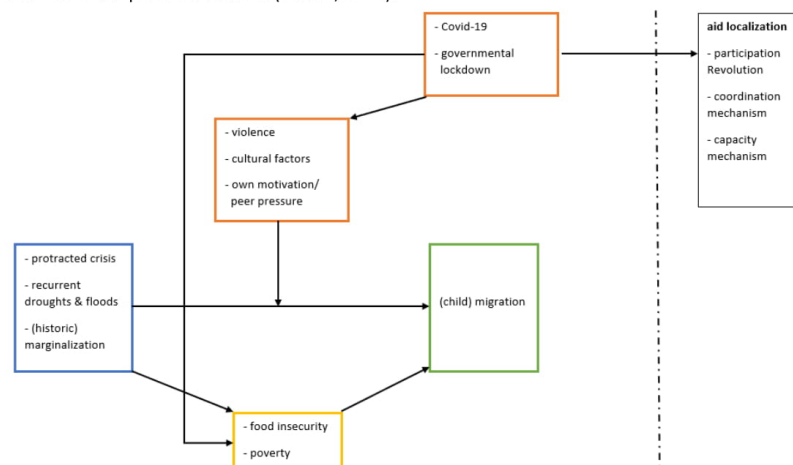 - Covid-19
- governmental
lockdown
aid localization
- participation
Revolution
- coordination
mechanism
- capacity
mechanism
- violence
- cultural factors
- own motivation/
peer pressure
- protracted crisis
- recurrent
droughts & floods
- (historic)
marginalization
(child) migration
- food insecurity
- poverty